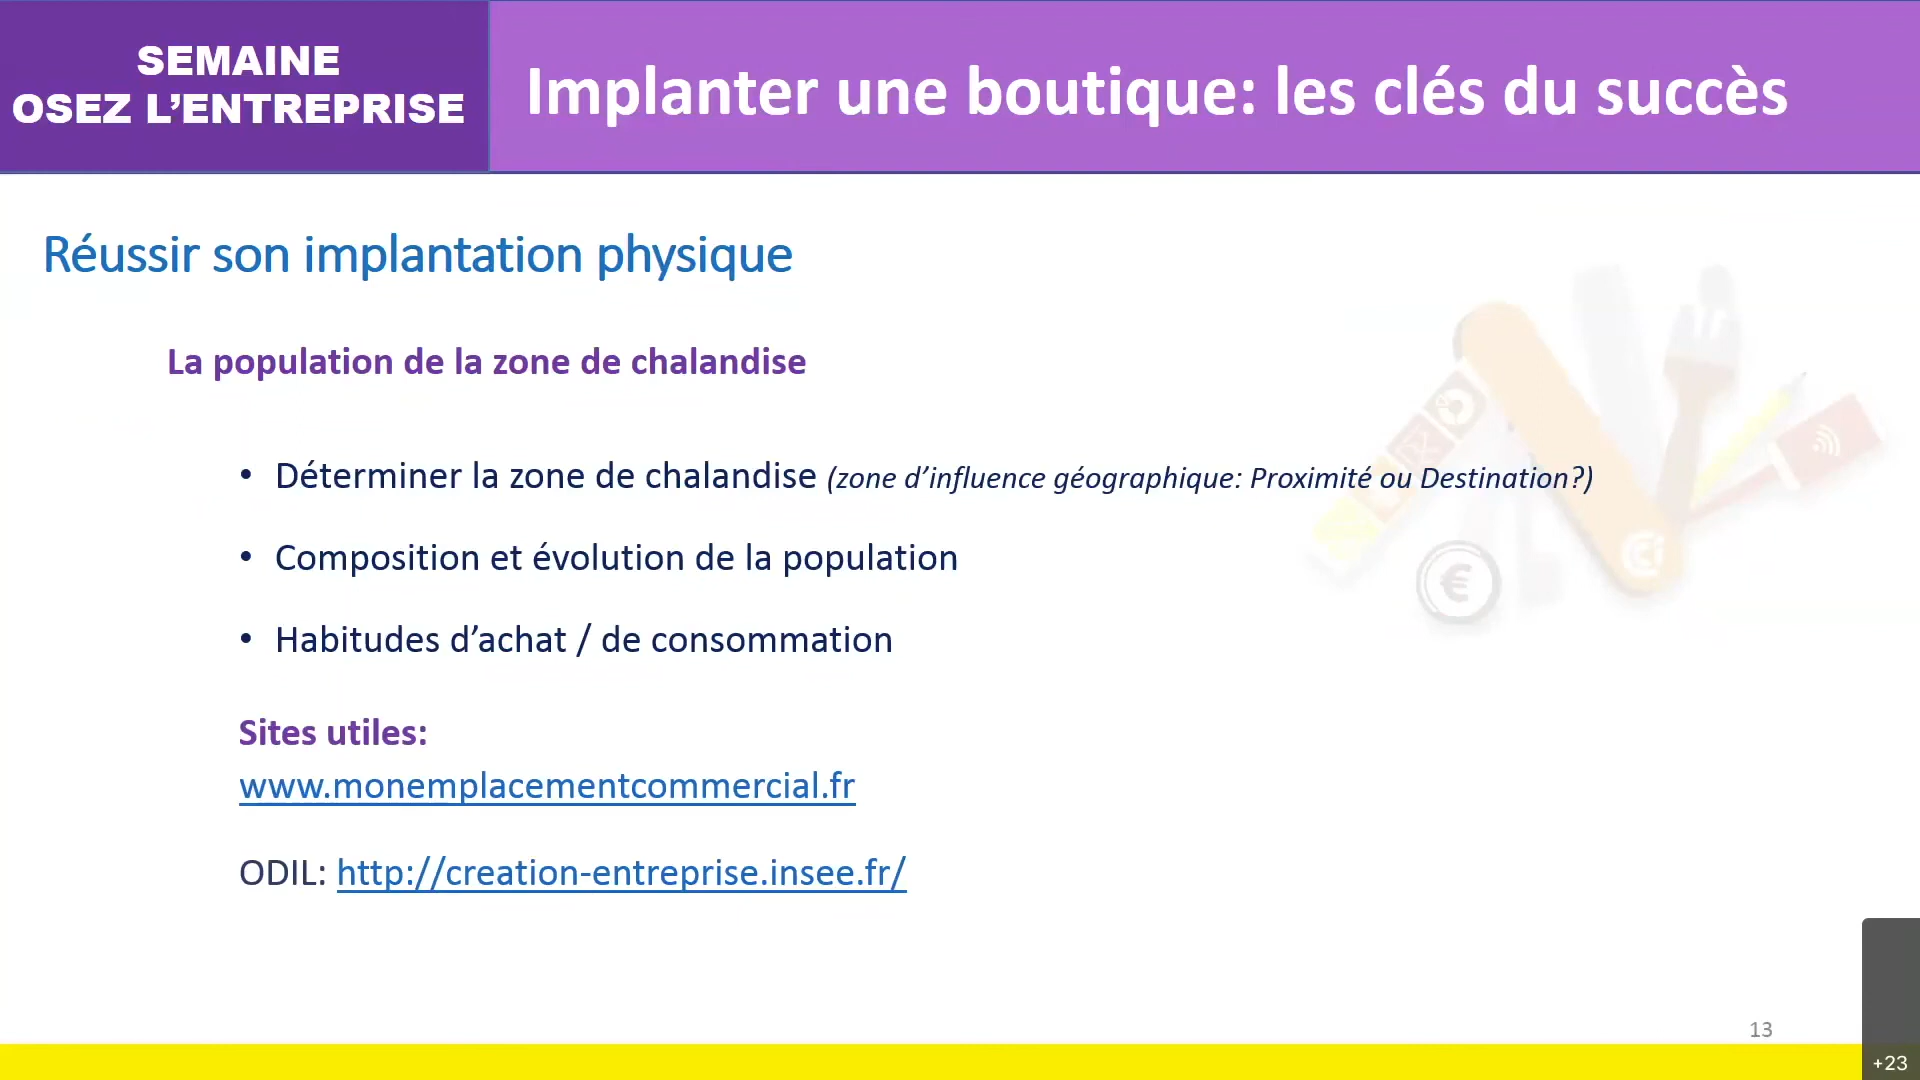 SEMAINE
OSEZ L’ENTREPRISE
Implanter une boutique: les clés du succès
Réussir son implantation physique
La population de la zone de chalandise
• Déterminer la zone de chalandise (zone d’influence géographique: Proximité ou Destination?)
• Composition et évolution de la population
• Habitudes d’achat / de consommation
Sites utiles:
www.monemplacementcommercial.fr
ODIL: http://creation-entreprise.insee.fr/
CCi
€
13
+23